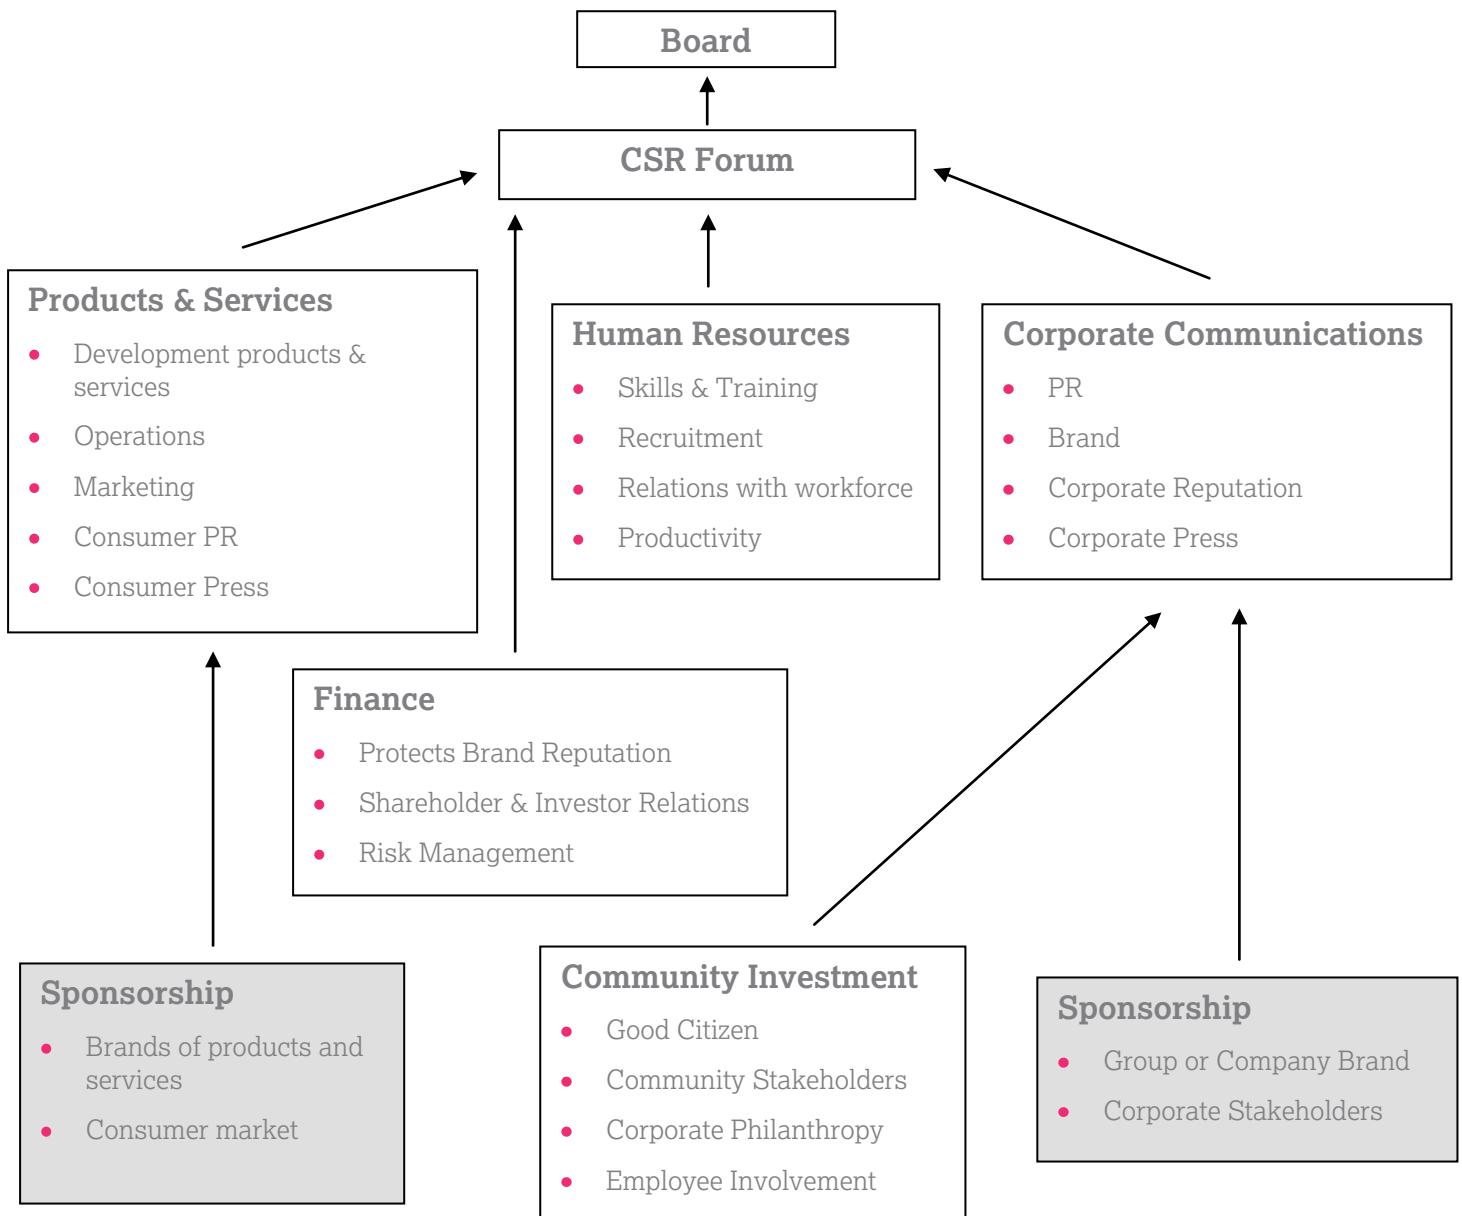 Board
CSR Forum
Products & Services
Development products &
services
Operations
Marketing
Consumer PR
Consumer Press
Human Resources
Skills & Training
Recruitment
Relations with workforce
Productivity
Corporate Communications
PR
Brand
Corporate Reputation
Corporate Press
Finance
Protects Brand Reputation
Shareholder & Investor Relations
Risk Management
Sponsorship
Brands of products and
services
Consumer market
Community Investment
Good Citizen
Community Stakeholders
Corporate Philanthropy
Employee Involvement
Sponsorship
Group or Company Brand
Corporate Stakeholders